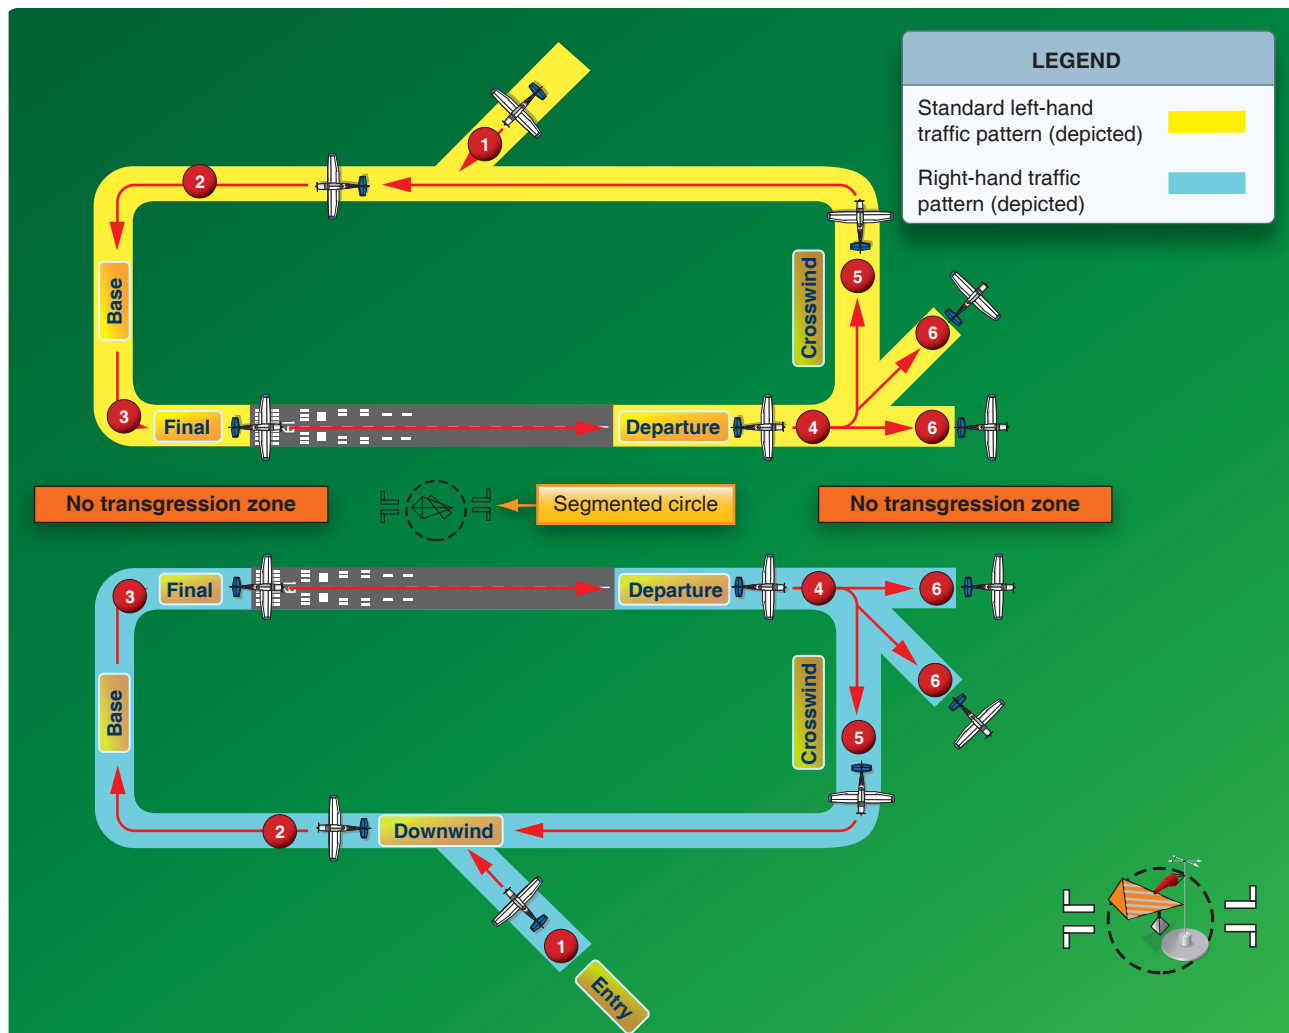 LEGEND
Standard left-hand
traffic pattern (depicted)
Right-hand traffic
pattern (depicted)
1
2
5
Crosswind
Base
6
3
Final
Departure
4
6
No transgression zone
Segmented circle
No transgression zone
3
Final
Departure
4
6
6
Base
Crosswind
5
2
Downwind
1
Entry